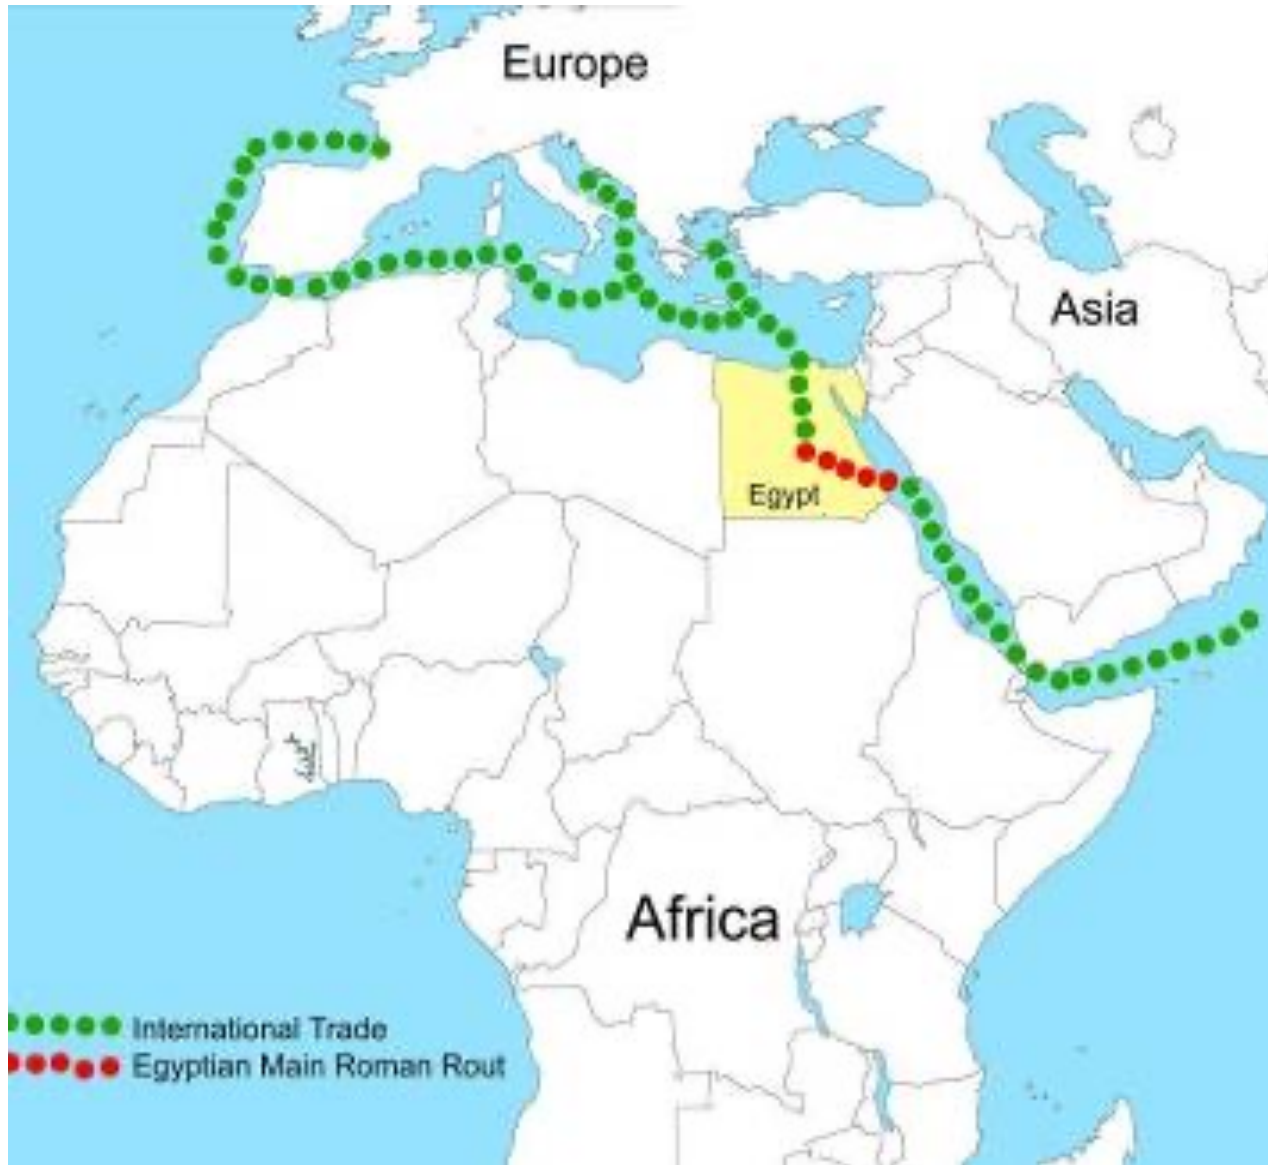 Europe
Asia
Egypt
Africa
International Trade
Egyptian Main Roman Rout